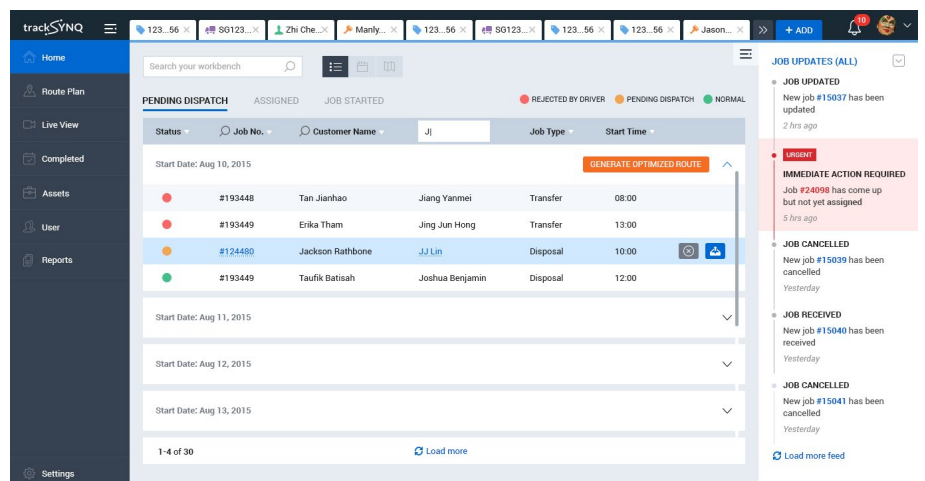 trackSYNQ
123...56
SG123...
Zhi Che...
Manly...
123...56
SG123...
123...56
123...56
Jason...
+ ADD
10
Home
Route Plan
Live View
Completed
Assets
User
Reports
Settings
Search your workbench
PENDING DISPATCH ASSIGNED JOB STARTED
REJECTED BY DRIVER PENDING DISPATCH NORMAL
Status Job No. Customer Name J Job Type Start Time
Start Date: Aug 10, 2015 GENERATE OPTIMIZED ROUTE
#193448 Tan Jianhao Jiang Yanmei Transfer 08:00
#193449 Erika Tham Jing Jun Hong Transfer 13:00
#124480 Jackson Rathbone JJ Lin Disposal 10:00
#193449 Taufik Batisah Joshua Benjamin Disposal 12:00
Start Date: Aug 11, 2015
Start Date: Aug 12, 2015
Start Date: Aug 13, 2015
1-4 of 30 Load more
JOB UPDATES (ALL)
JOB UPDATED
New job #15037 has been
updated
2 hrs ago
URGENT
IMMEDIATE ACTION REQUIRED
Job #24098 has come up
but not yet assigned
5 hrs ago
JOB CANCELLED
New job #15039 has been
cancelled
Yesterday
JOB RECEIVED
New job #15040 has been
received
Yesterday
JOB CANCELLED
New job #15041 has been
cancelled
Yesterday
Load more feed